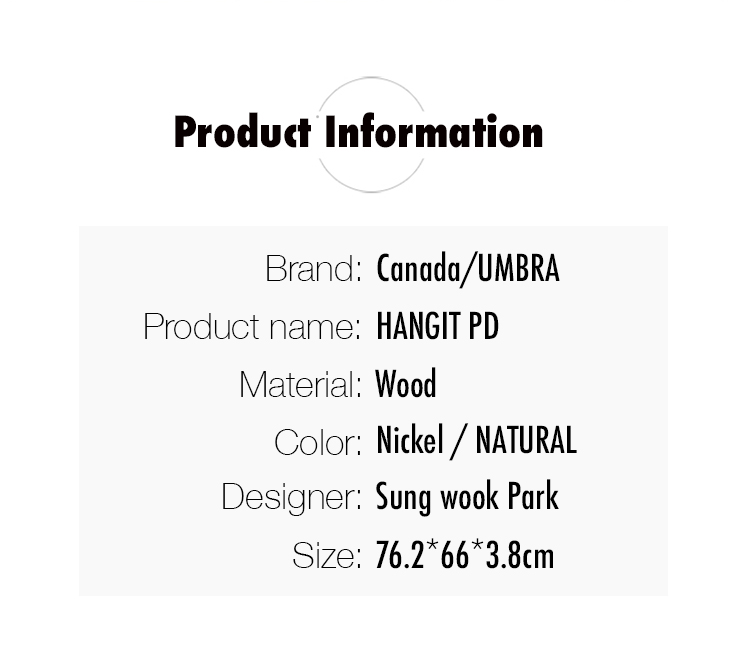 Product Information
Brand: Canada/UMBRA
Product name: HANGIT PD
Material: Wood
Color: Nickel / NATURAL
Designer: Sung wook Park
Size: 76.2*66*3.8cm